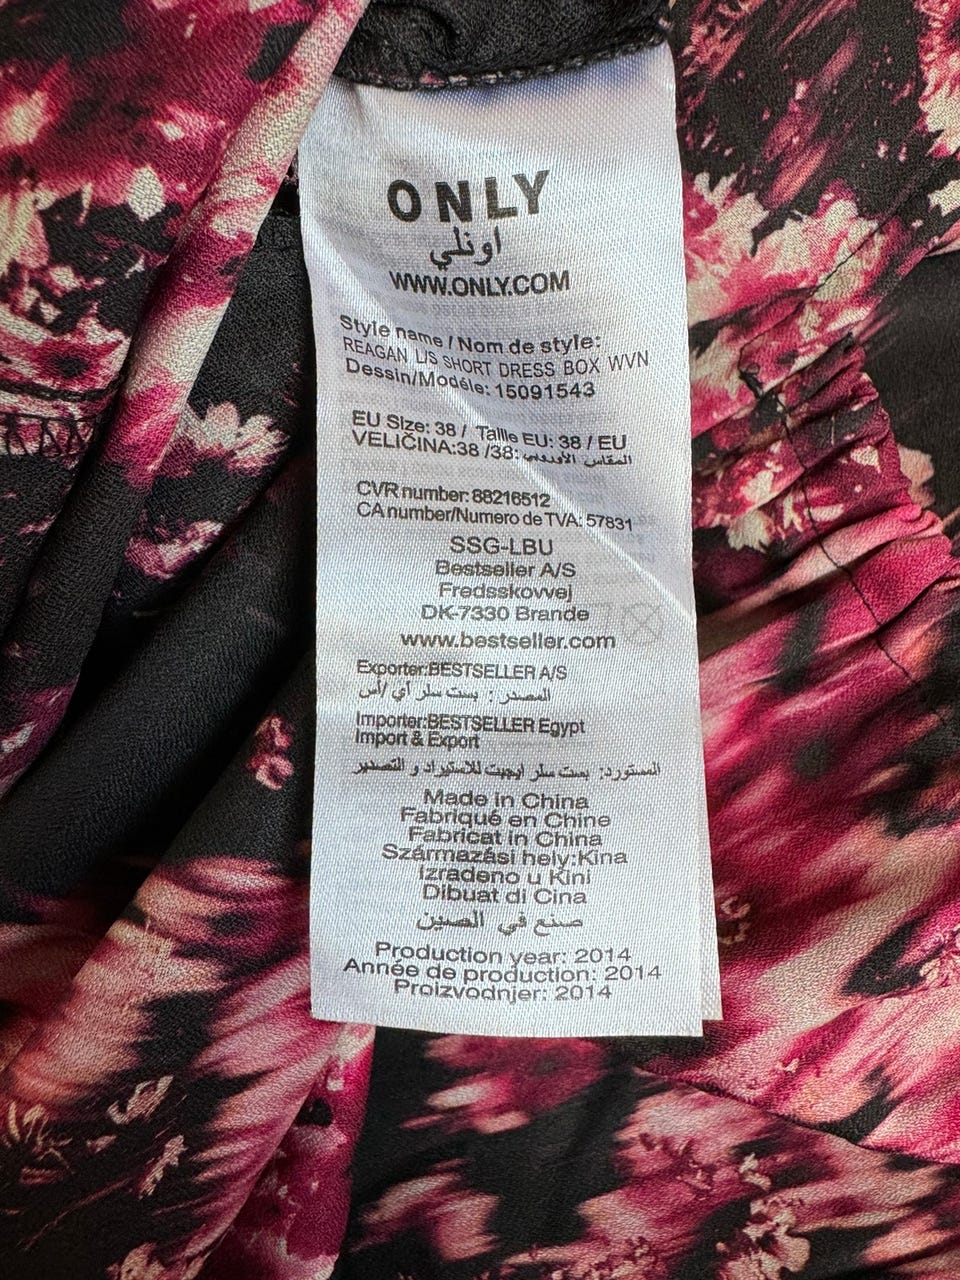 ONLY
اونلي
WWW.ONLY.COM
Style name / Nom de style:
REAGAN L/S SHORT DRESS BOX WVN
Dessin/Modéle: 15091543
EU Size: 38 / Taille EU: 38 / EU
VELIČINA:38 /38: المقاس الأوروبي
CVR number: 88216512
CA number/Numero de TVA: 57831
SSG-LBU
Bestseller A/S
Fredsskovvej
DK-7330 Brande
www.bestseller.com
Exporter:BESTSELLER A/S
المصدر : بست سلر أي /أس
Importer:BESTSELLER Egypt
Import & Export
المستورد: بست سلر ايجبت للاستيراد و التصدير
Made in China
Fabriqué en Chine
Fabricat in China
Származási hely:Kína
Izradeno u Kini
Dibuat di Cina
صنع في الصين
Production year: 2014
Année de production: 2014
Proizvodnjer: 2014